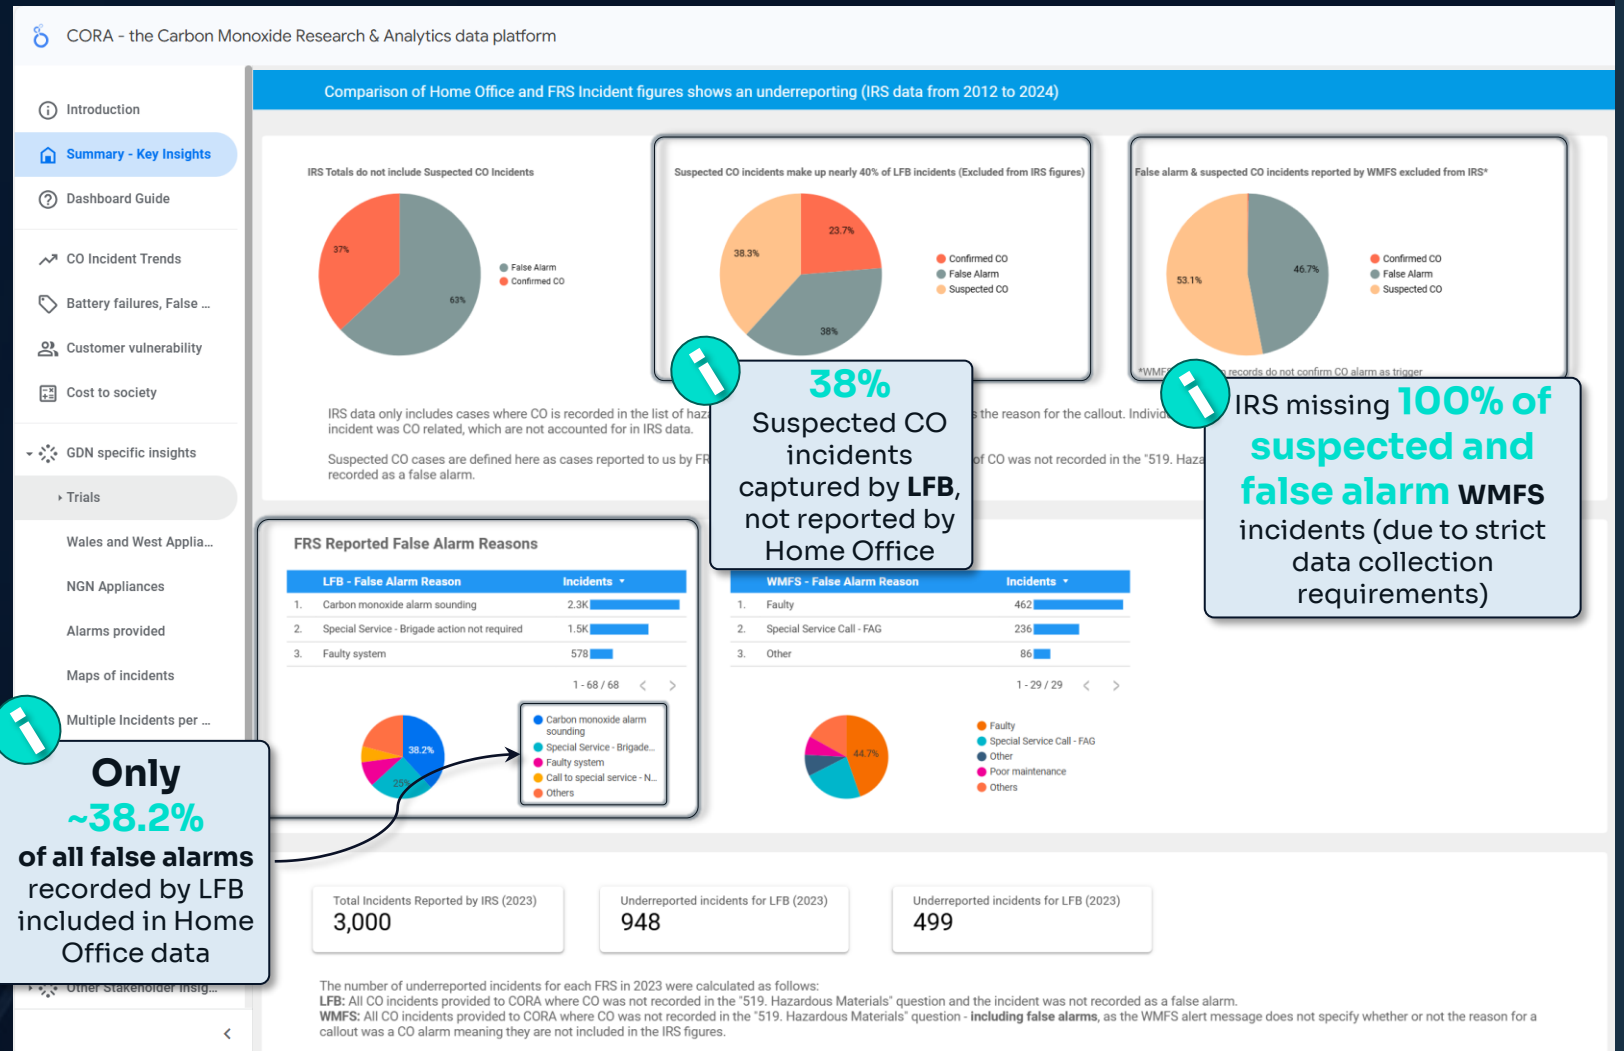 CORA - the Carbon Monoxide Research & Analytics data platform
Introduction
Summary - Key Insights
Dashboard Guide
CO Incident Trends
Battery failures, False ...
Customer vulnerability
Cost to society
GDN specific insights
Trials
Wales and West Applia...
NGN Appliances
Alarms provided
Maps of incidents
Multiple Incidents per ...
Other Stakeholder Insig...
Comparison of Home Office and FRS Incident figures shows an underreporting (IRS data from 2012 to 2024)
IRS Totals do not include Suspected CO Incidents
37%
63%
False Alarm
Confirmed CO
Suspected CO incidents make up nearly 40% of LFB incidents (Excluded from IRS figures)
23.7%
38.3%
38%
Confirmed CO
False Alarm
Suspected CO
False alarm & suspected CO incidents reported by WMFS excluded from IRS*
46.7%
53.1%
Confirmed CO
False Alarm
Suspected CO
*WMFS records do not confirm CO alarm as trigger
IRS data only includes cases where CO is recorded in the list of haz
s the reason for the callout. Individ
incident was CO related, which are not accounted for in IRS data.
Suspected CO cases are defined here as cases reported to us by FR
of CO was not recorded in the "519. Haza
recorded as a false alarm.
38%
Suspected CO
incidents
captured by LFB,
not reported by
Home Office
IRS missing 100% of
suspected and
false alarm WMFS
incidents (due to strict
data collection
requirements)
FRS Reported False Alarm Reasons
LFB - False Alarm Reason Incidents
1. Carbon monoxide alarm sounding 2.3K
2. Special Service - Brigade action not required 1.5K
3. Faulty system 578
1 - 68 / 68
38.2%
25%
Carbon monoxide alarm
sounding
Special Service - Brigade...
Faulty system
Call to special service - N...
Others
WMFS - False Alarm Reason Incidents
1. Faulty 462
2. Special Service Call - FAG 236
3. Other 86
1 - 29 / 29
44.7%
Faulty
Special Service Call - FAG
Other
Poor maintenance
Others
Only
~38.2%
of all false alarms
recorded by LFB
included in Home
Office data
Total Incidents Reported by IRS (2023)
3,000
Underreported incidents for LFB (2023)
948
Underreported incidents for LFB (2023)
499
The number of underreported incidents for each FRS in 2023 were calculated as follows:
LFB: All CO incidents provided to CORA where CO was not recorded in the "519. Hazardous Materials" question and the incident was not recorded as a false alarm.
WMFS: All CO incidents provided to CORA where CO was not recorded in the "519. Hazardous Materials" question - including false alarms, as the WMFS alert message does not specify whether or not the reason for a
callout was a CO alarm meaning they are not included in the IRS figures.